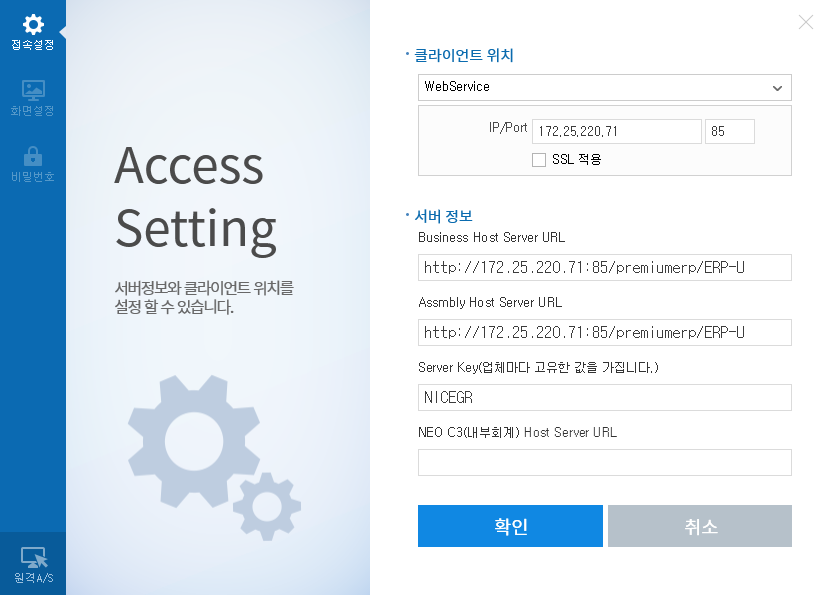 접속설정
화면설정
비밀번호
원격A/S
Access
Setting
서버정보와 클라이언트 위치를
설정 할 수 있습니다.
클라이언트 위치
WebService
IP/Port 172.25.220.71 85
SSL 적용
서버 정보
Business Host Server URL
http://172.25.220.71:85/premiumerp/ERP-U
Assmbly Host Server URL
http://172.25.220.71:85/premiumerp/ERP-U
Server Key(업체마다 고유한 값을 가집니다.)
NICEGR
NEO C3(내부회계) Host Server URL
확인 취소